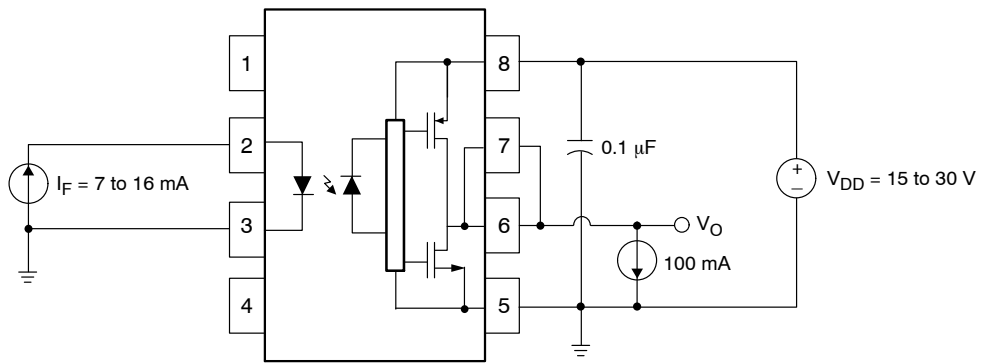 1
8
2
7
0.1 μF
I_F = 7 to 16 mA
+
–
V_DD = 15 to 30 V
3
6
V_O
100 mA
4
5